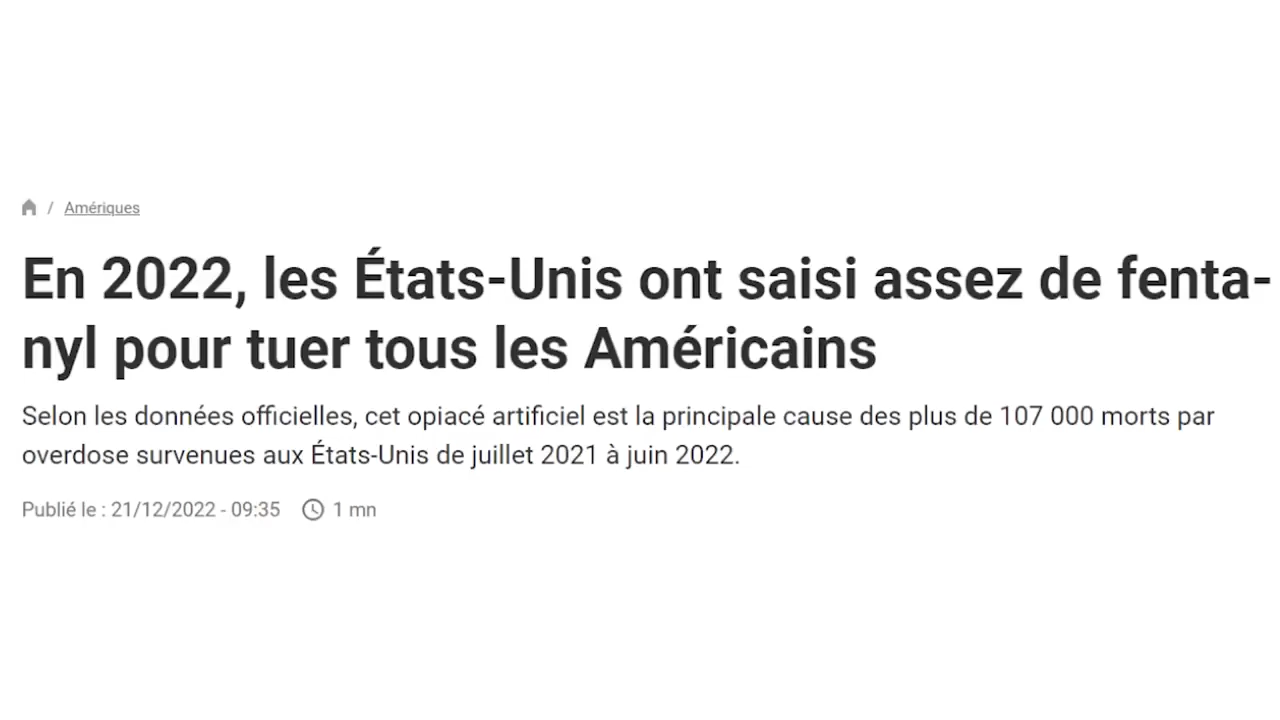 / Amériques
En 2022, les États-Unis ont saisi assez de fenta-
nyl pour tuer tous les Américains
Selon les données officielles, cet opiacé artificiel est la principale cause des plus de 107 000 morts par
overdose survenues aux États-Unis de juillet 2021 à juin 2022.
Publié le : 21/12/2022 - 09:35 1 mn